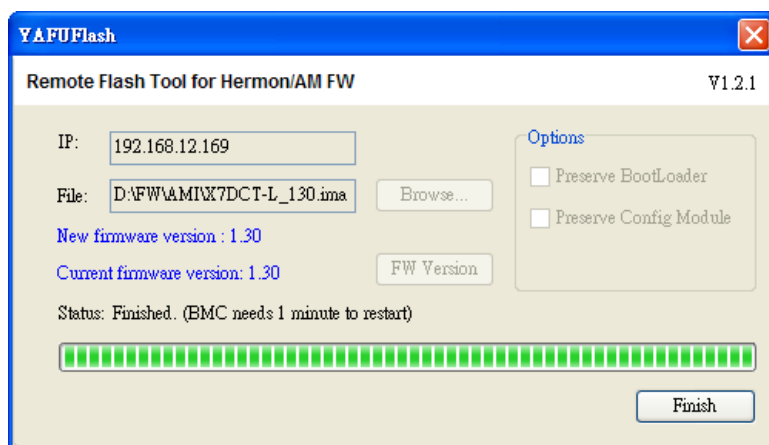 YAFUFlash
Remote Flash Tool for Hermon/AM FW
V1.2.1
IP: 192.168.12.169
File: D:\FW\AMI\X7DCT-L_130.ima Browse...
New firmware version : 1.30
Current firmware version: 1.30 FW Version
Options
Preserve BootLoader
Preserve Config Module
Status: Finished. (BMC needs 1 minute to restart)
Finish